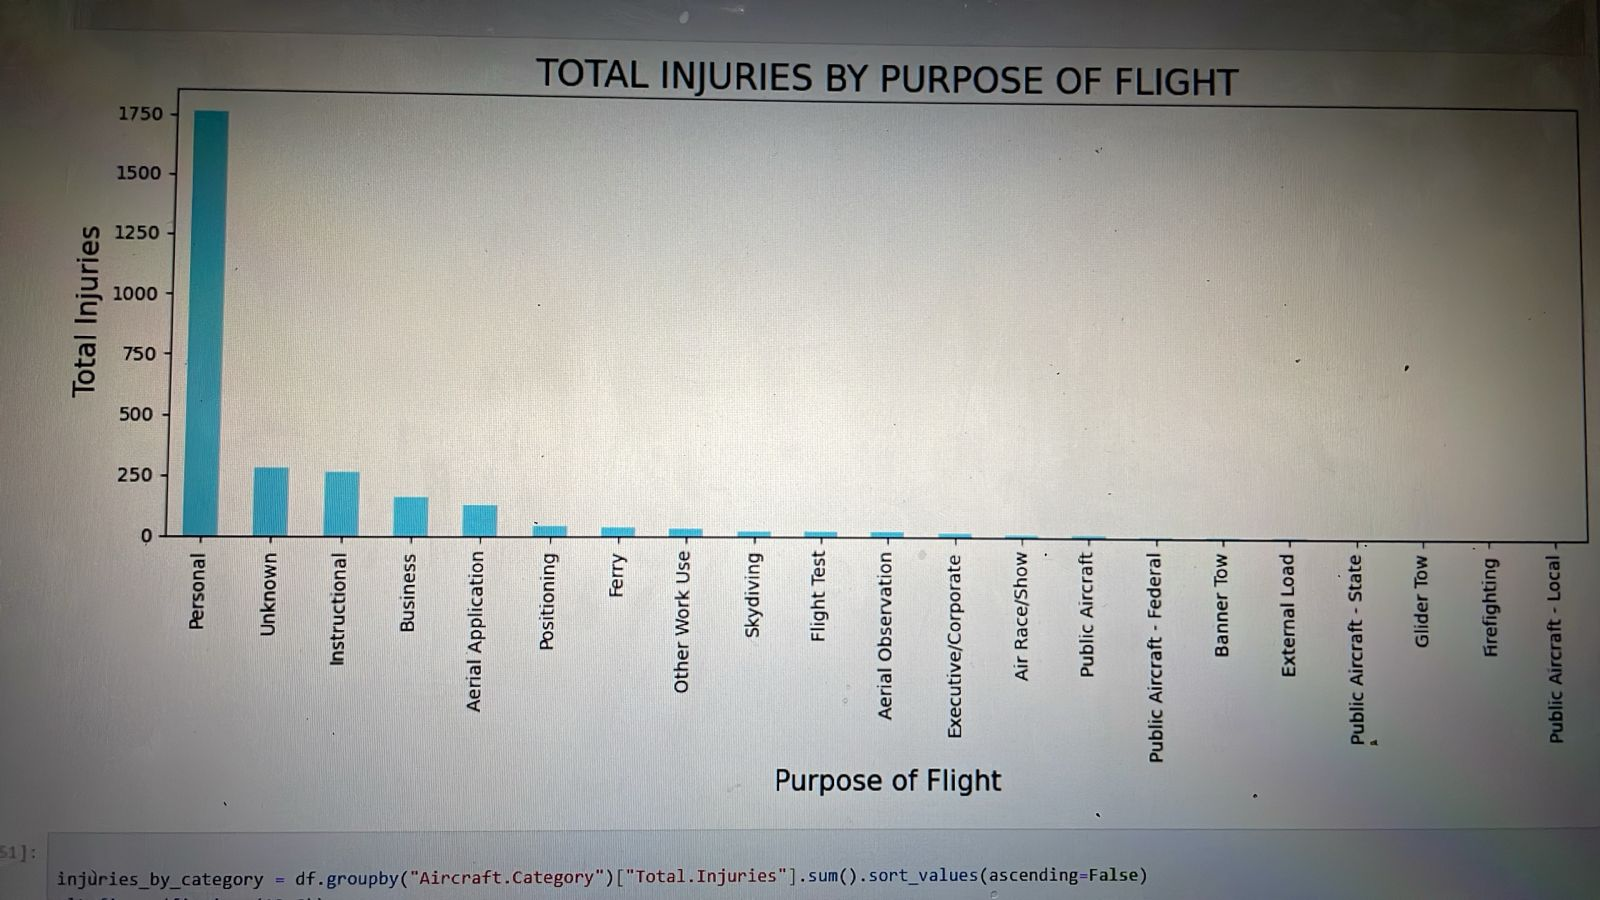 TOTAL INJURIES BY PURPOSE OF FLIGHT
1750
1500
1250
1000
750
500
250
0
Total Injuries
Personal
Unknown
Instructional
Business
Aerial Application
Positioning
Ferry
Other Work Use
Skydiving
Flight Test
Aerial Observation
Executive/Corporate
Air Race/Show
Public Aircraft
Public Aircraft - Federal
Banner Tow
External Load
Public Aircraft - State
Glider Tow
Firefighting
Public Aircraft - Local
Purpose of Flight
51]:
injuries_by_category = df.groupby("Aircraft.Category")["Total.Injuries"].sum().sort_values(ascending=False)